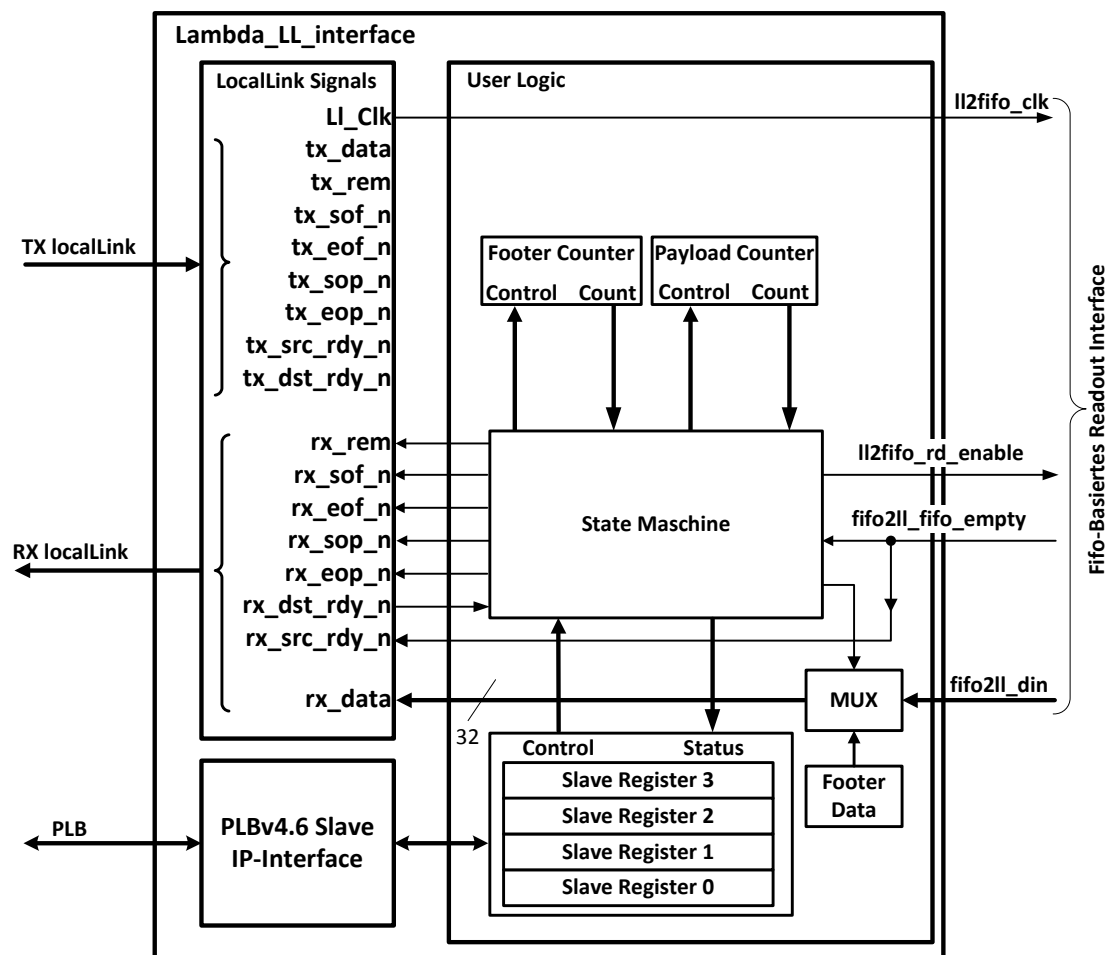 Lambda_LL_interface
LocalLink Signals
Ll_Clk
tx_data
tx_rem
tx_sof_n
tx_eof_n
tx_sop_n
tx_eop_n
tx_src_rdy_n
tx_dst_rdy_n
rx_rem
rx_sof_n
rx_eof_n
rx_sop_n
rx_eop_n
rx_dst_rdy_n
rx_src_rdy_n
rx_data
TX localLink
RX localLink
PLB
PLBv4.6 Slave
IP-Interface
User Logic
Footer Counter
Control Count
Payload Counter
Control Count
State Maschine
32
MUX
Footer
Data
Control Status
Slave Register 3
Slave Register 2
Slave Register 1
Slave Register 0
ll2fifo_clk
ll2fifo_rd_enable
fifo2ll_fifo_empty
fifo2ll_din
Fifo-Basiertes Readout Interface